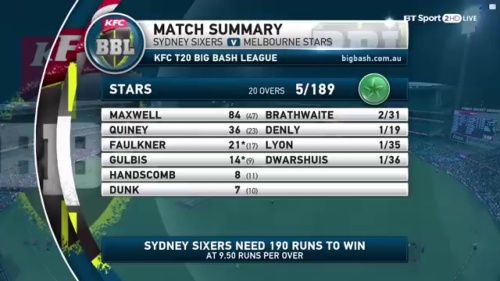 KFC
BBL
MATCH SUMMARY
SYDNEY SIXERS V MELBOURNE STARS
KFC T20 BIG BASH LEAGUE bigbash.com.au
BT Sport 2HD LIVE
STARS 20 OVERS 5/189
MAXWELL 84 (47) BRATHWAITE 2/31
QUINEY 36 (23) DENLY 1/19
FAULKNER 21* (17) LYON 1/35
GULBIS 14* (9) DWARSHUIS 1/36
HANDSCOMB 8 (11)
DUNK 7 (10)
SYDNEY SIXERS NEED 190 RUNS TO WIN
AT 9.50 RUNS PER OVER